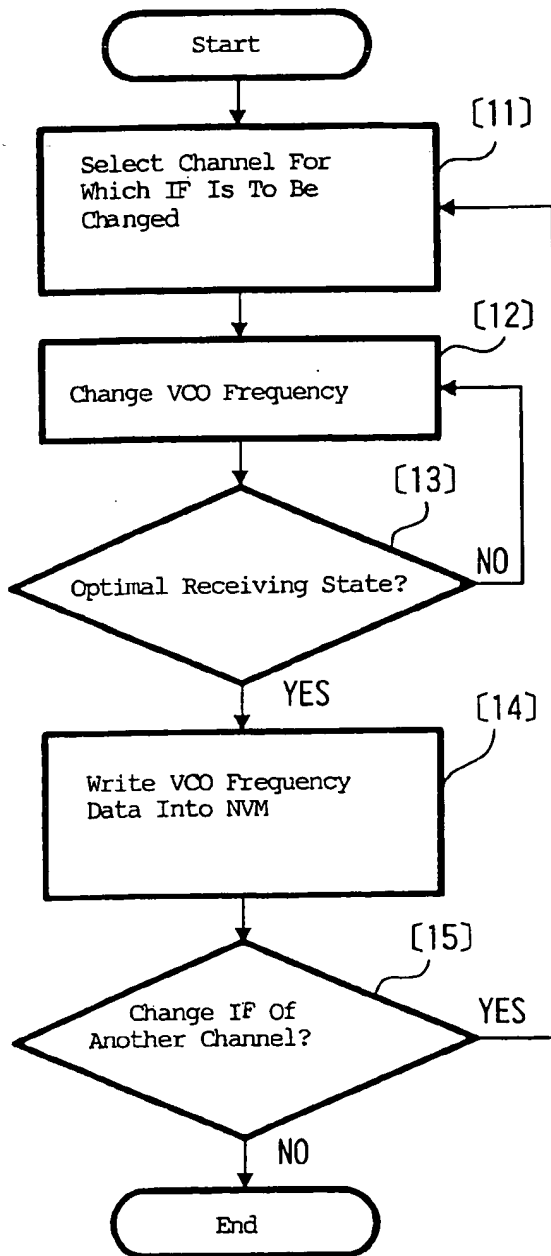 Start
[11]
Select Channel For
Which IF Is To Be
Changed
[12]
Change VCO Frequency
[13]
Optimal Receiving State?
NO
YES
[14]
Write VCO Frequency
Data Into NVM
[15]
Change IF Of
Another Channel?
YES
NO
End